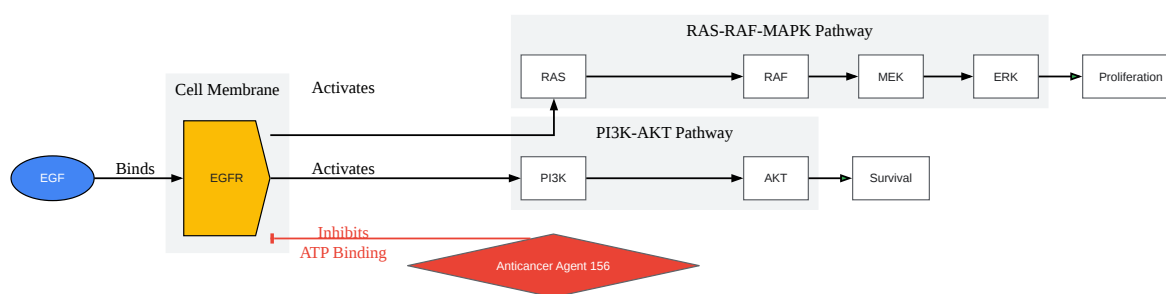 RAS-RAF-MAPK Pathway
RAS
RAF
MEK
ERK
Proliferation
Cell Membrane
Activates
EGF
Binds
EGFR
Activates
PI3K-AKT Pathway
PI3K
AKT
Survival
Inhibits
ATP Binding
Anticancer Agent 156